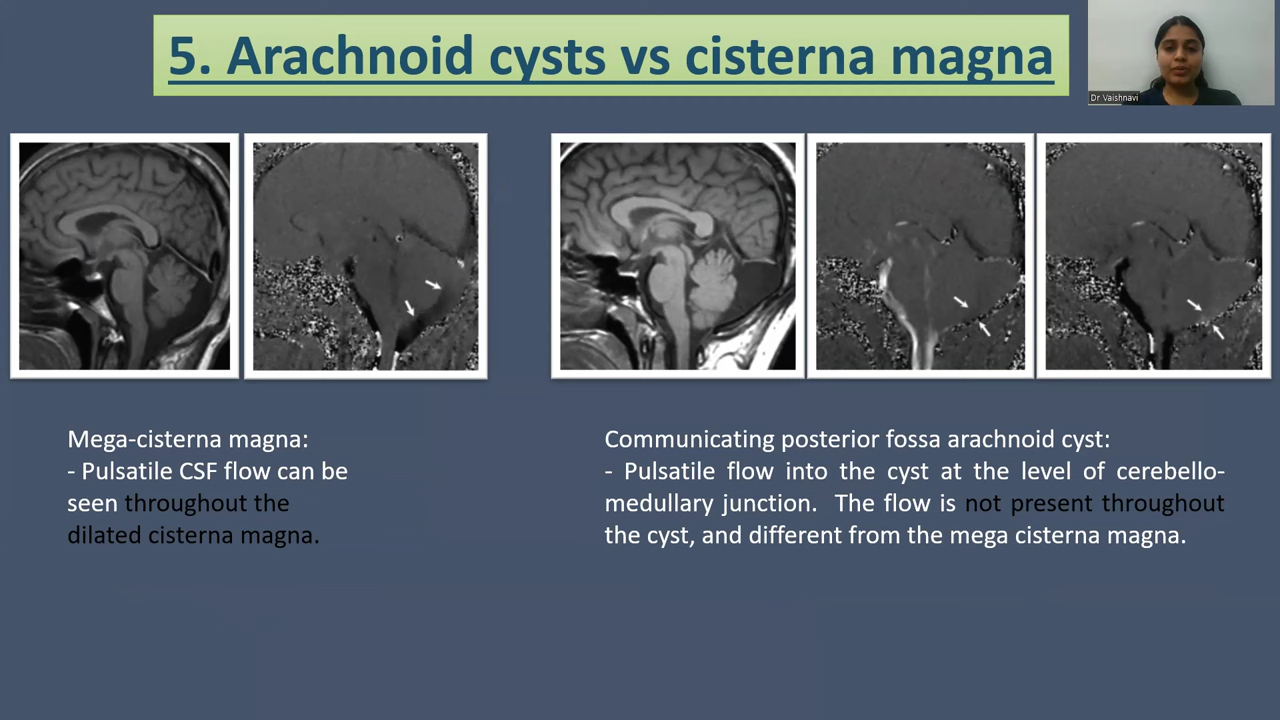 5. Arachnoid cysts vs cisterna magna
Dr Vaishnavi
Mega-cisterna magna:
- Pulsatile CSF flow can be
seen throughout the
dilated cisterna magna.
Communicating posterior fossa arachnoid cyst:
- Pulsatile flow into the cyst at the level of cerebello-
medullary junction. The flow is not present throughout
the cyst, and different from the mega cisterna magna.